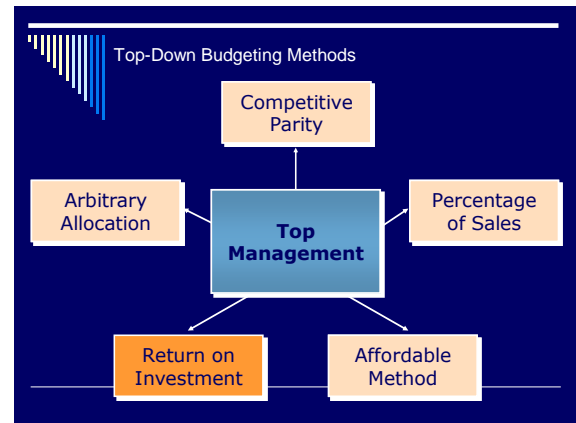 Top-Down Budgeting Methods
Competitive
Parity
Arbitrary
Allocation
Top
Management
Percentage
of Sales
Return on
Investment
Affordable
Method